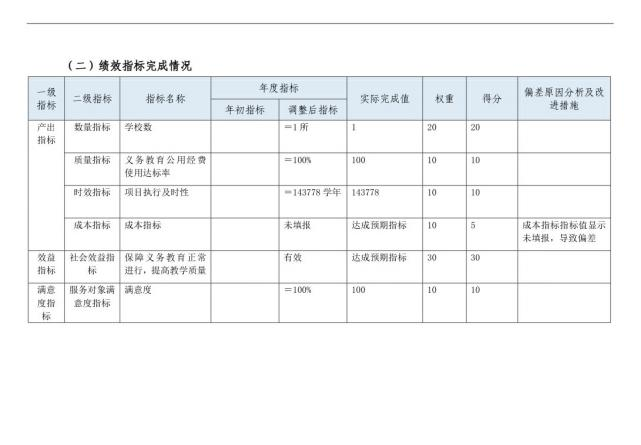 （二）绩效指标完成情况
一级指标 二级指标 指标名称 年度指标 实际完成值 权重 得分 偏差原因分析及改进措施
年初指标 调整后指标
产出指标 数量指标 学校数 ＝1所 1 20 20
质量指标 义务教育公用经费使用达标率 ＝100% 100 10 10
时效指标 项目执行及时性 ＝143778 学年 143778 10 10
成本指标 成本指标 未填报 达成预期指标 10 5 成本指标指标值显示未填报，导致偏差
效益指标 社会效益指标 保障义务教育正常进行，提高教学质量 有效 达成预期指标 30 30
满意度指标 服务对象满意度指标 满意度 ＝100% 100 10 10